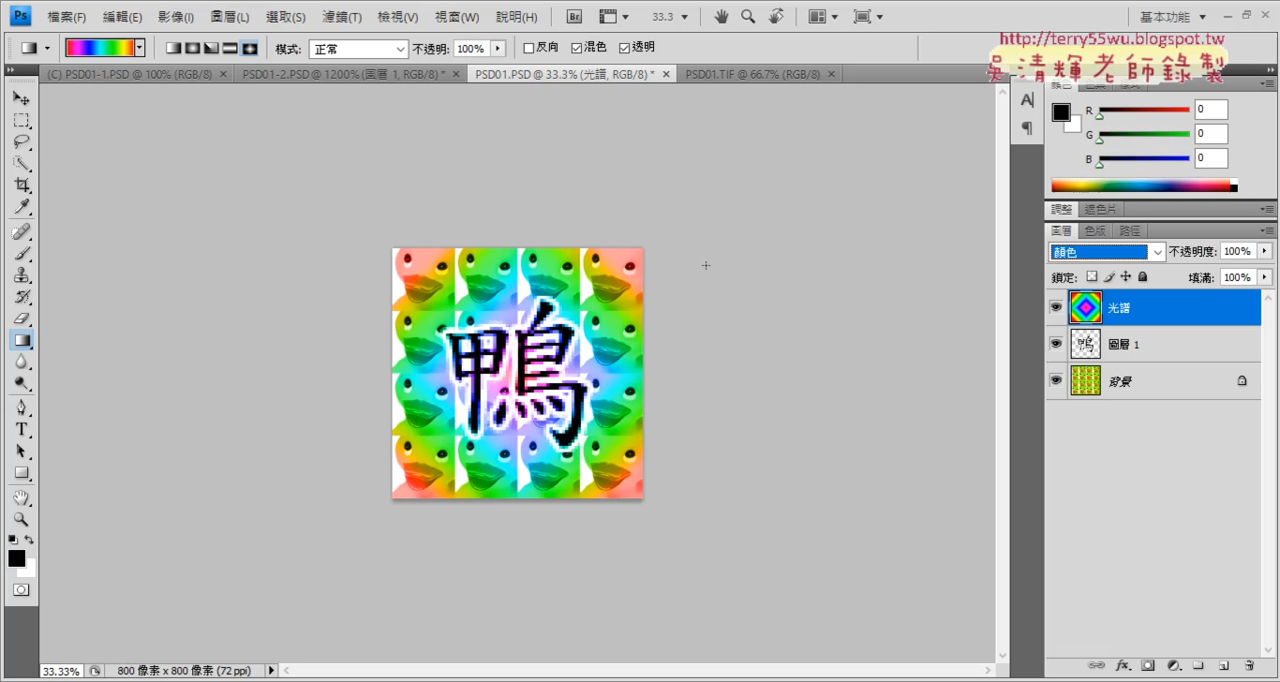 Ps 檔案(F) 編輯(E) 影像(I) 圖層(L) 選取(S) 濾鏡(T) 檢視(V) 視窗(W) 說明(H) Br 33.3 基本功能
模式: 正常 不透明: 100% 反向 混色 透明
http://terry55wu.blogspot.tw
吳清輝老師錄製
(C) PSD01-1.PSD @ 100% (RGB/8) PSD01-2.PSD @ 1200% (圖層 1, RGB/8) * PSD01.PSD @ 33.3% (光譜, RGB/8) * PSD01.TIF @ 66.7% (RGB/8)
R 0
G 0
B 0
調整 遮色片
圖層 色版 路徑
顏色 不透明度: 100%
鎖定: 填滿: 100%
光譜
圖層 1
背景
鴨
33.33% 800 像素 x 800 像素 (72 ppi)